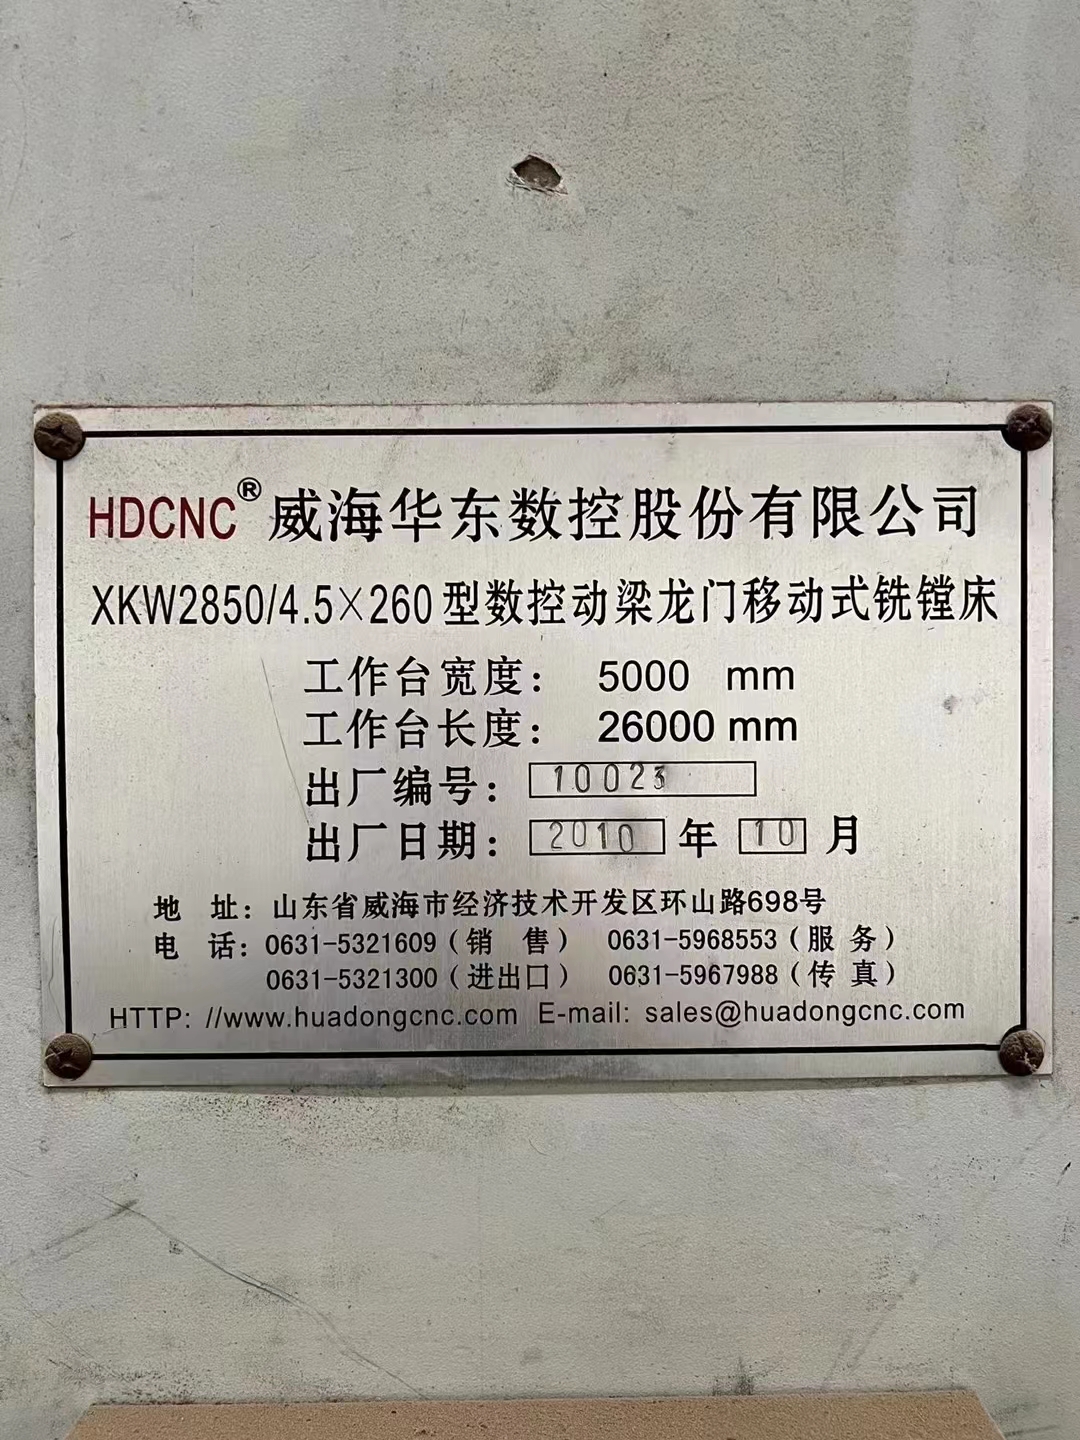 HDCNC® 威海华东数控股份有限公司
XKW2850/4.5×260型数控动梁龙门移动式铣镗床
工作台宽度： 5000 mm
工作台长度： 26000 mm
出厂编号： 10023
出厂日期： 2010 年 10 月
地 址：山东省威海市经济技术开发区环山路698号
电 话：0631-5321609（销 售） 0631-5968553（服 务）
0631-5321300（进出口） 0631-5967988（传 真）
HTTP: //www.huadongcnc.com E-mail: sales@huadongcnc.com